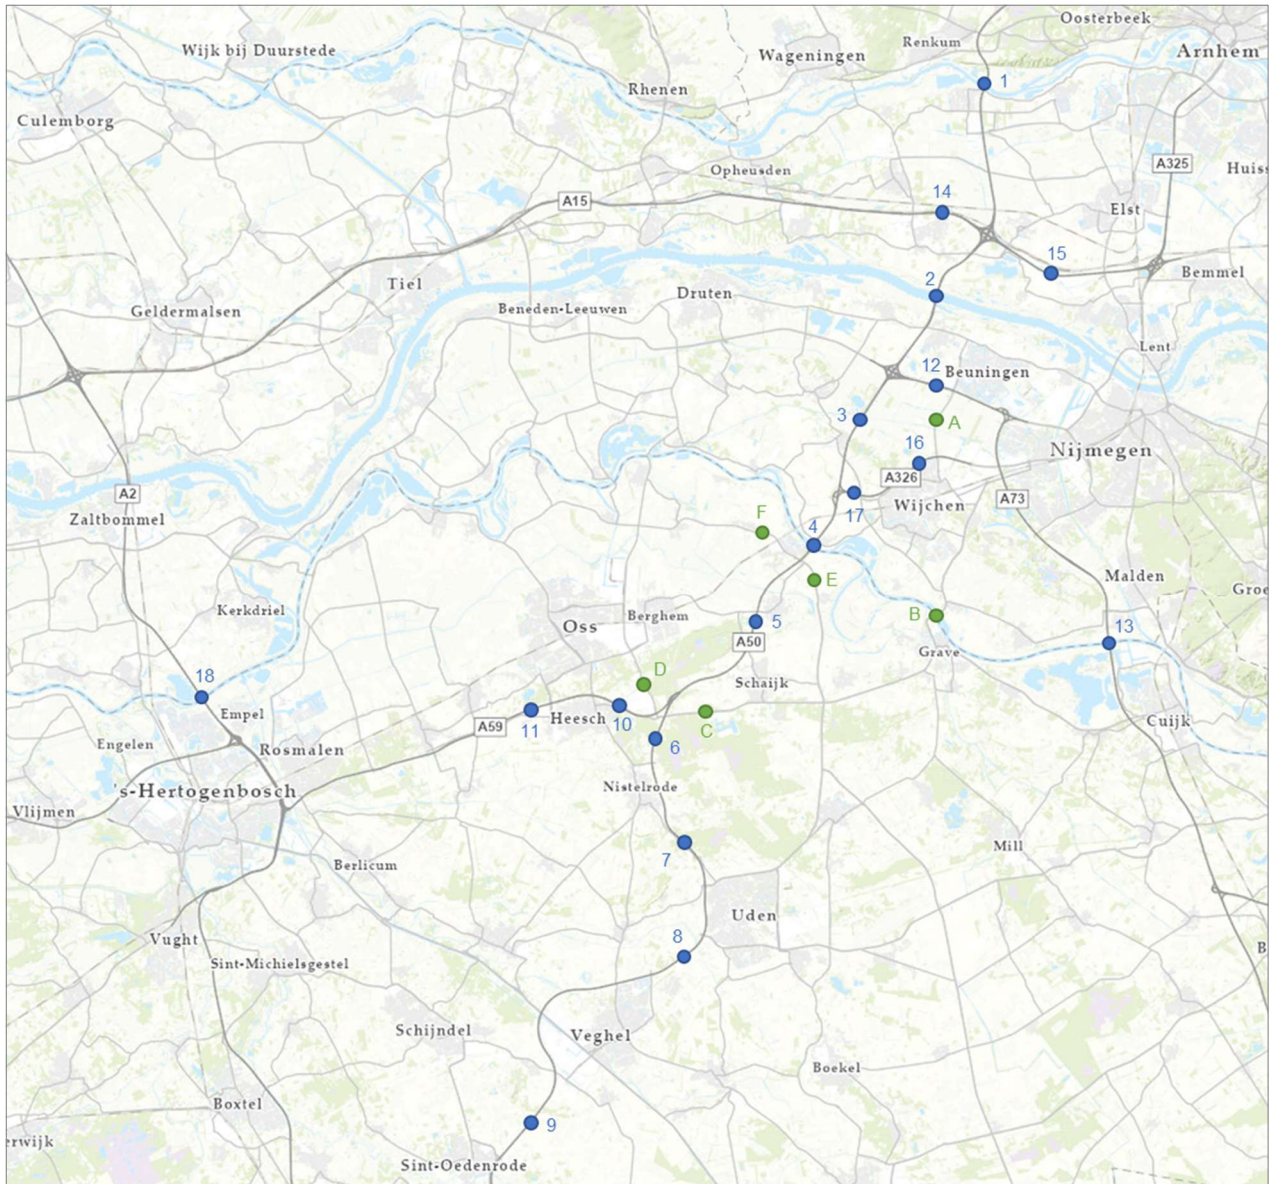 Oosterbeek
Wijk bij Duurstede
Wageningen
Renkum
Arnhem
1
Rhenen
Culemborg
A325
Opheusden
Huiss
14
A15
Elst
15
Bemmel
Tiel
2
Druten
Beneden-Leeuwen
Geldermalsen
Lent
12
Beuningen
3
A
16
Nijmegen
A326
A2
A73
Wijchen
17
Zaltbommel
F
4
Malden
E
Groe
Kerkdriel
B
Berghem
5
Oss
13
A50
Grave
D
18
Schaijk
Empel
Heesch
10
C
Cuijk
A59
11
6
Engelen
Rosmalen
's-Hertogenbosch
Nistelrode
Vlijmen
Mill
7
Berlicum
Uden
8
Vught
B
Sint-Michielsgestel
Schijndel
Veghel
Boekel
Boxtel
9
erwijk
Sint-Oedenrode